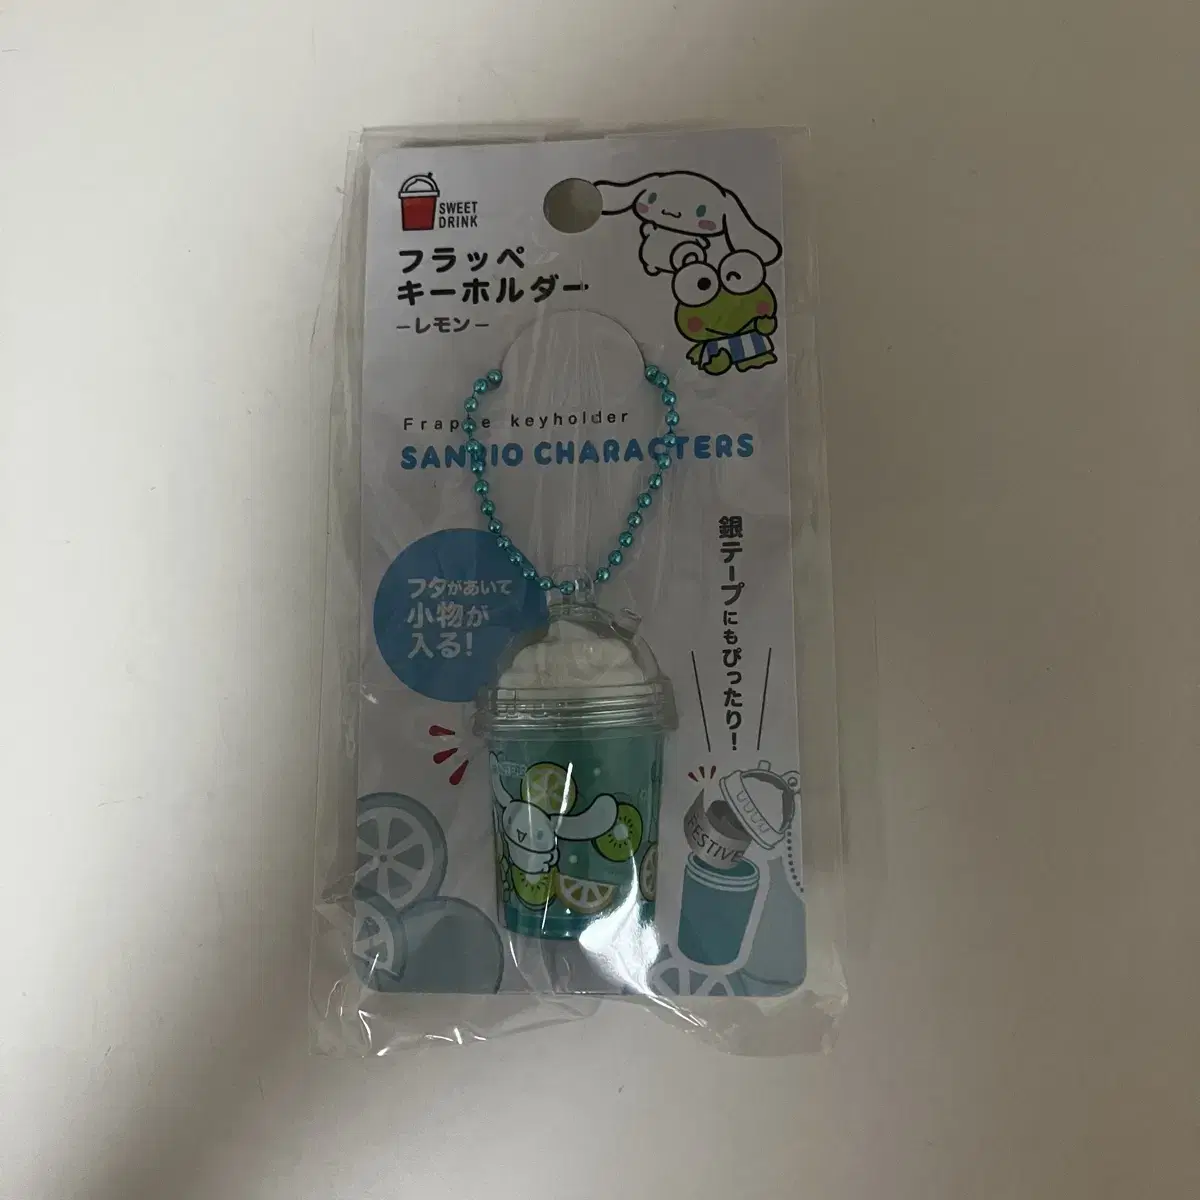 SWEET
DRINK
フラッペ
キーホルダー
－レモン－
Frappe keyholder
SANRIO CHARACTERS
フタがあいて
小物が
入る！
銀テープにもぴったり！
FESTIVE